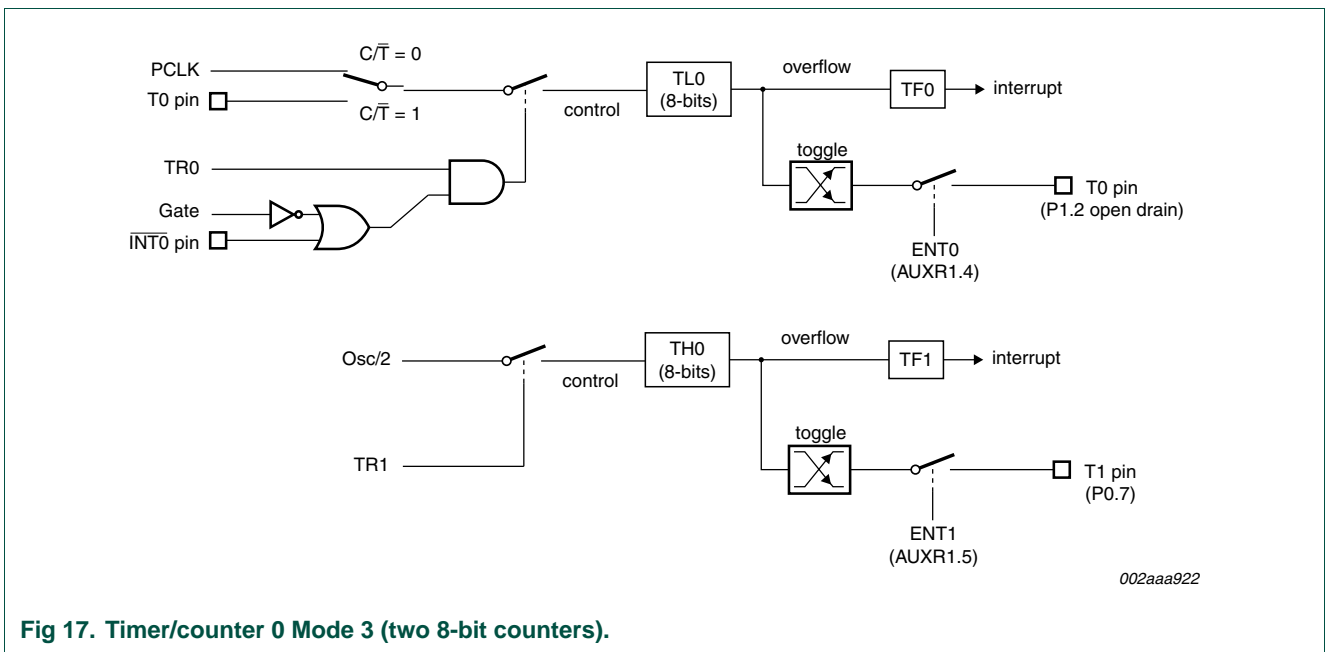 PCLK
C/T̅ = 0
T0 pin
C/T̅ = 1
control
TL0
(8-bits)
overflow
TF0
interrupt
TR0
Gate
I̅N̅T̅0̅ pin
toggle
T0 pin
(P1.2 open drain)
ENT0
(AUXR1.4)
Osc/2
control
TH0
(8-bits)
overflow
TF1
interrupt
TR1
toggle
T1 pin
(P0.7)
ENT1
(AUXR1.5)
002aaa922
Fig 17. Timer/counter 0 Mode 3 (two 8-bit counters).